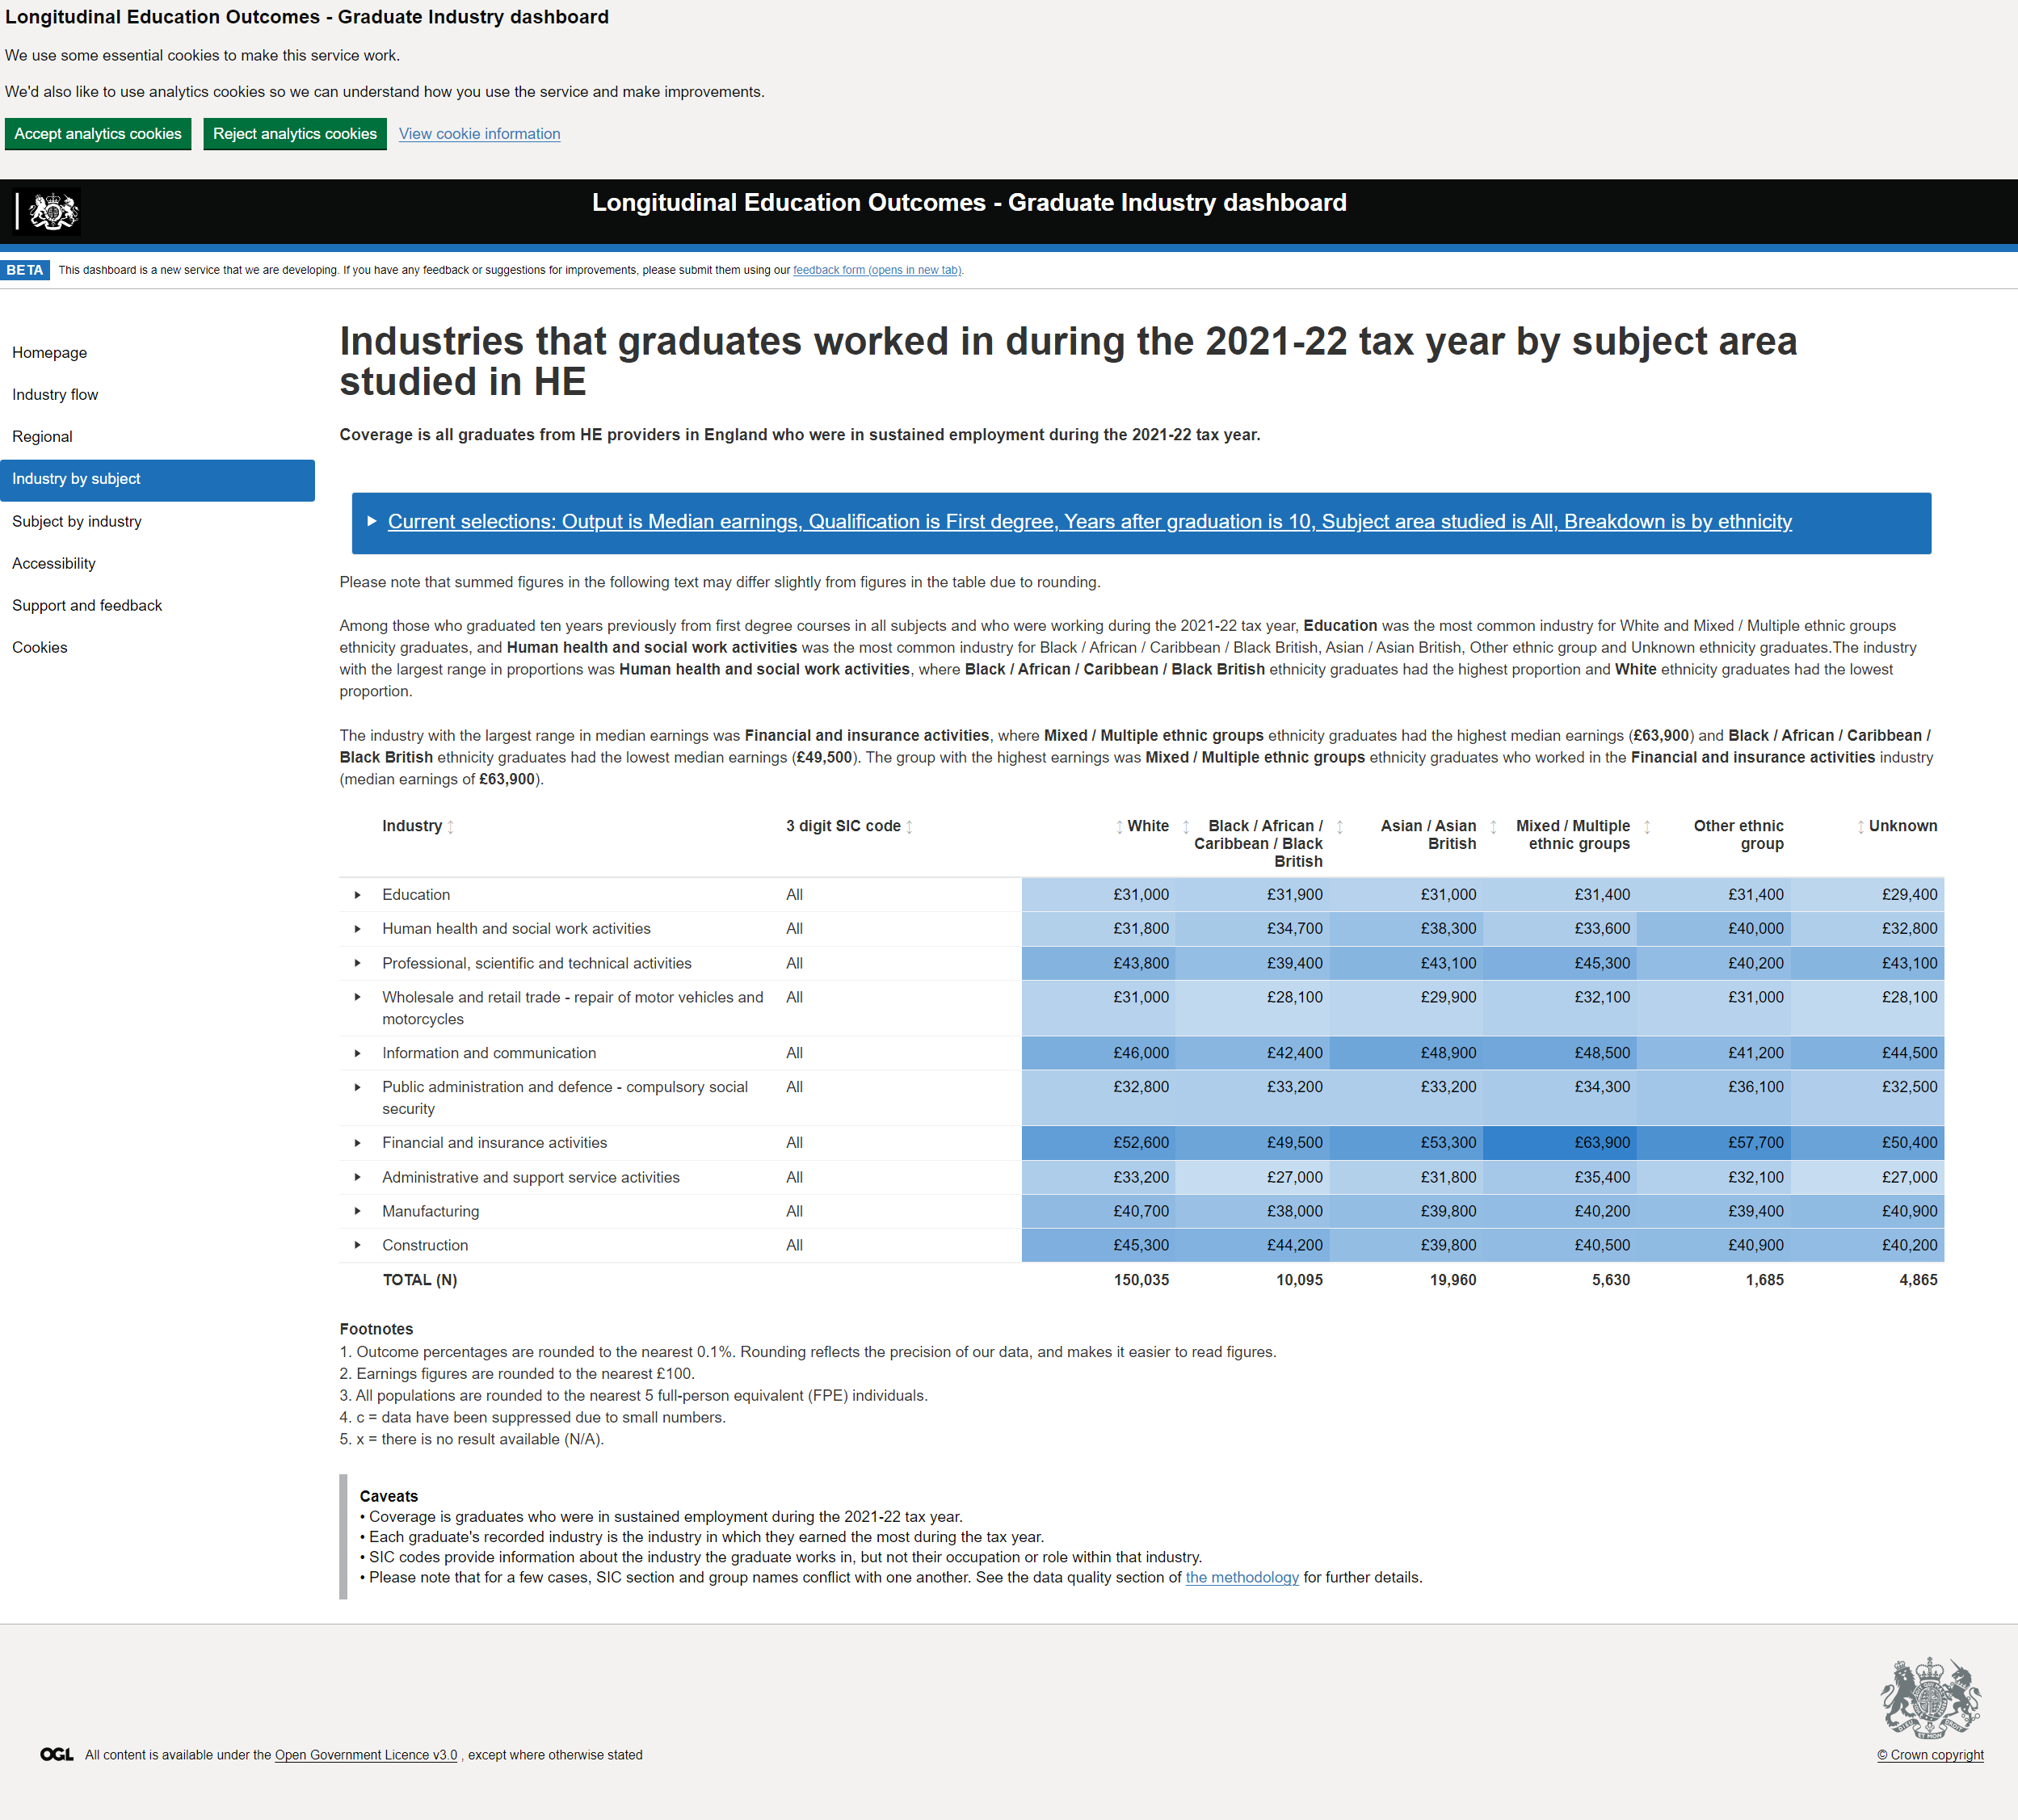 Longitudinal Education Outcomes - Graduate Industry dashboard
We use some essential cookies to make this service work.
We'd also like to use analytics cookies so we can understand how you use the service and make improvements.
Accept analytics cookies Reject analytics cookies View cookie information
Longitudinal Education Outcomes - Graduate Industry dashboard
BETA This dashboard is a new service that we are developing. If you have any feedback or suggestions for improvements, please submit them using our feedback form (opens in new tab).
Homepage
Industry flow
Regional
Industry by subject
Subject by industry
Accessibility
Support and feedback
Cookies
Industries that graduates worked in during the 2021-22 tax year by subject area
studied in HE
Coverage is all graduates from HE providers in England who were in sustained employment during the 2021-22 tax year.
Current selections: Output is Median earnings, Qualification is First degree, Years after graduation is 10, Subject area studied is All, Breakdown is by ethnicity
Please note that summed figures in the following text may differ slightly from figures in the table due to rounding.
Among those who graduated ten years previously from first degree courses in all subjects and who were working during the 2021-22 tax year, Education was the most common industry for White and Mixed / Multiple ethnic groups
ethnicity graduates, and Human health and social work activities was the most common industry for Black / African / Caribbean / Black British, Asian / Asian British, Other ethnic group and Unknown ethnicity graduates.The industry
with the largest range in proportions was Human health and social work activities, where Black / African / Caribbean / Black British ethnicity graduates had the highest proportion and White ethnicity graduates had the lowest
proportion.
The industry with the largest range in median earnings was Financial and insurance activities, where Mixed / Multiple ethnic groups ethnicity graduates had the highest median earnings (£63,900) and Black / African / Caribbean /
Black British ethnicity graduates had the lowest median earnings (£49,500). The group with the highest earnings was Mixed / Multiple ethnic groups ethnicity graduates who worked in the Financial and insurance activities industry
(median earnings of £63,900).
Industry 3 digit SIC code White Black / African / Asian / Asian Mixed / Multiple Other ethnic Unknown
Caribbean / Black British ethnic groups group
British
Education All £31,000 £31,900 £31,000 £31,400 £31,400 £29,400
Human health and social work activities All £31,800 £34,700 £38,300 £33,600 £40,000 £32,800
Professional, scientific and technical activities All £43,800 £39,400 £43,100 £45,300 £40,200 £43,100
Wholesale and retail trade - repair of motor vehicles and All £31,000 £28,100 £29,900 £32,100 £31,000 £28,100
motorcycles
Information and communication All £46,000 £42,400 £48,900 £48,500 £41,200 £44,500
Public administration and defence - compulsory social All £32,800 £33,200 £33,200 £34,300 £36,100 £32,500
security
Financial and insurance activities All £52,600 £49,500 £53,300 £63,900 £57,700 £50,400
Administrative and support service activities All £33,200 £27,000 £31,800 £35,400 £32,100 £27,000
Manufacturing All £40,700 £38,000 £39,800 £40,200 £39,400 £40,900
Construction All £45,300 £44,200 £39,800 £40,500 £40,900 £40,200
TOTAL (N) 150,035 10,095 19,960 5,630 1,685 4,865
Footnotes
1. Outcome percentages are rounded to the nearest 0.1%. Rounding reflects the precision of our data, and makes it easier to read figures.
2. Earnings figures are rounded to the nearest £100.
3. All populations are rounded to the nearest 5 full-person equivalent (FPE) individuals.
4. c = data have been suppressed due to small numbers.
5. x = there is no result available (N/A).
Caveats
• Coverage is graduates who were in sustained employment during the 2021-22 tax year.
• Each graduate's recorded industry is the industry in which they earned the most during the tax year.
• SIC codes provide information about the industry the graduate works in, but not their occupation or role within that industry.
• Please note that for a few cases, SIC section and group names conflict with one another. See the data quality section of the methodology for further details.
OGL All content is available under the Open Government Licence v3.0 , except where otherwise stated
© Crown copyright